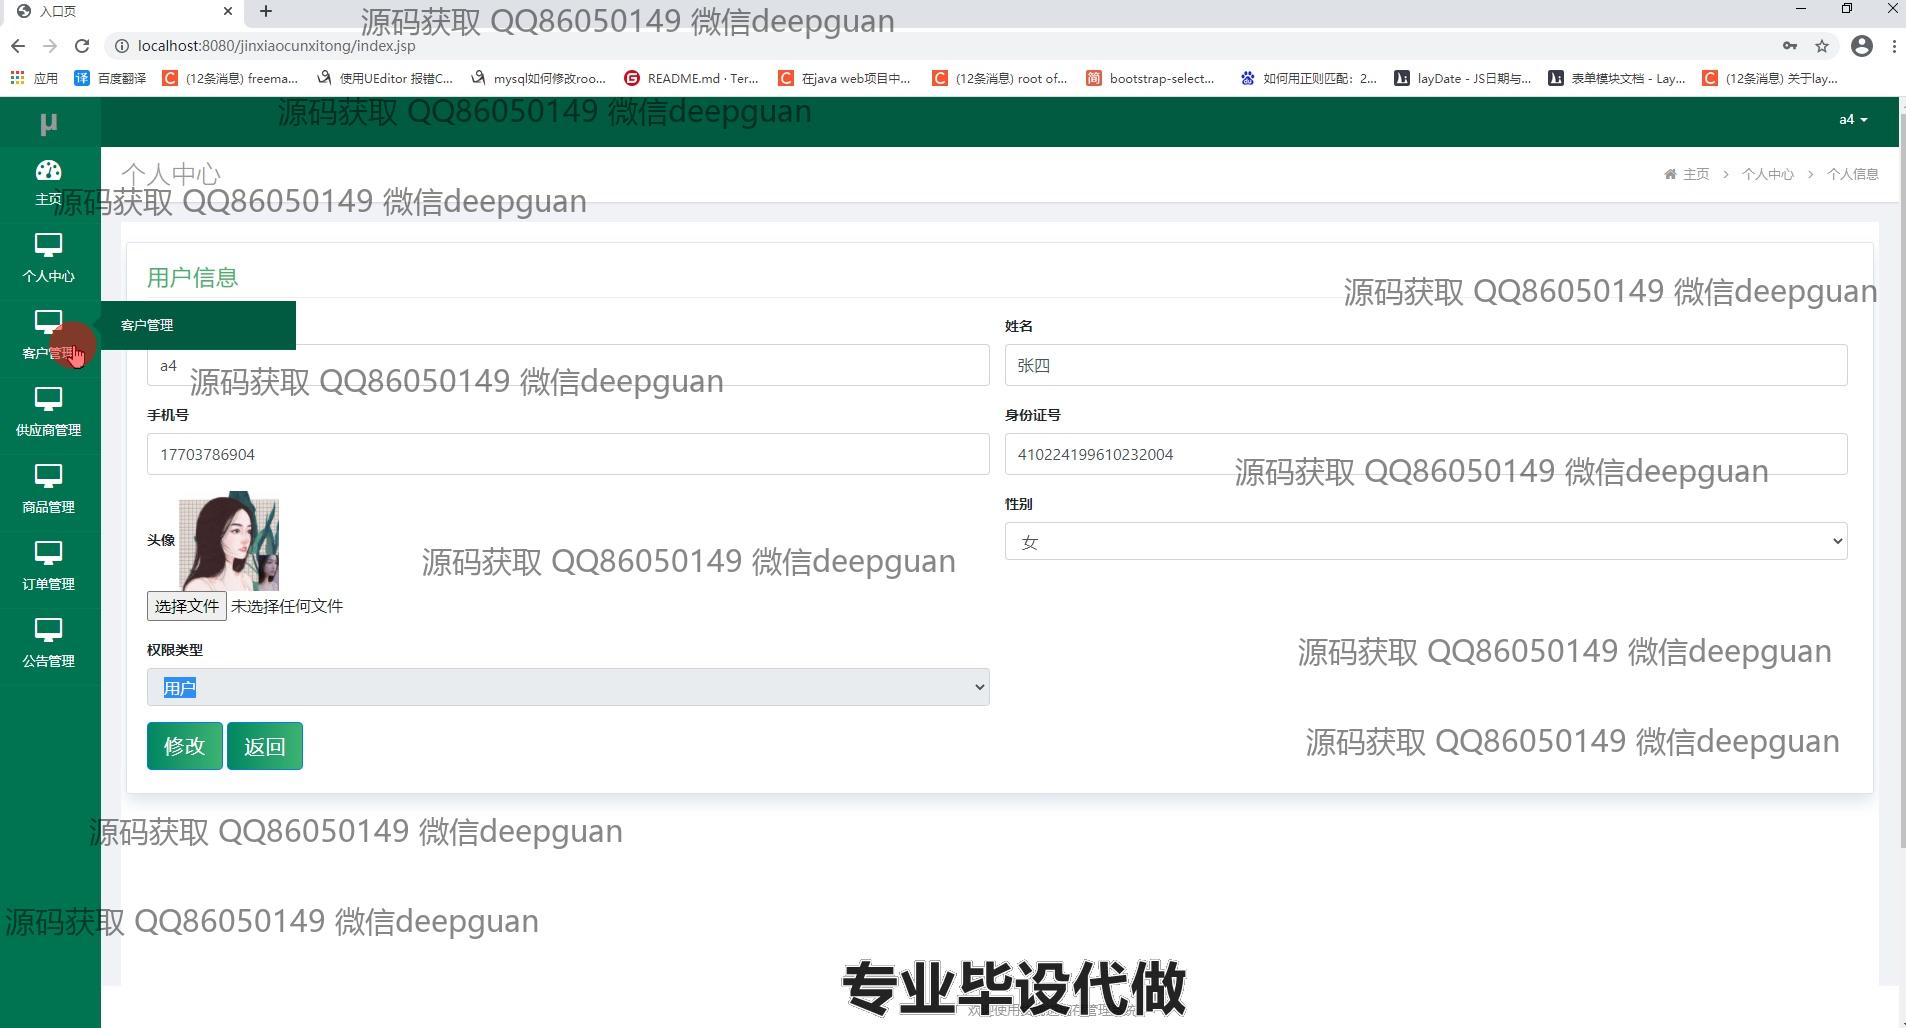 入口页
源码获取 QQ86050149 微信deepguan
localhost:8080/jinxiaocunxitong/index.jsp
应用 百度翻译 (12条消息) freema... 使用UEditor 报错C... mysql如何修改roo... README.md · Ter... 在java web项目中... (12条消息) root of... bootstrap-select... 如何用正则匹配：2... layDate - JS日期与... 表单模块文档 - Lay... (12条消息) 关于lay...
源码获取 QQ86050149 微信deepguan
μ a4
个人中心 主页 > 个人中心 > 个人信息
主页
源码获取 QQ86050149 微信deepguan
个人中心
用户信息
源码获取 QQ86050149 微信deepguan
客户管理
姓名
客户管理
a4 张四
源码获取 QQ86050149 微信deepguan
手机号 身份证号
供应商管理
17703786904 410224199610232004
源码获取 QQ86050149 微信deepguan
商品管理
性别
头像 女
源码获取 QQ86050149 微信deepguan
订单管理
选择文件 未选择任何文件
权限类型
源码获取 QQ86050149 微信deepguan
公告管理
用户
修改 返回
源码获取 QQ86050149 微信deepguan
源码获取 QQ86050149 微信deepguan
源码获取 QQ86050149 微信deepguan
专业毕设代做
欢迎使用